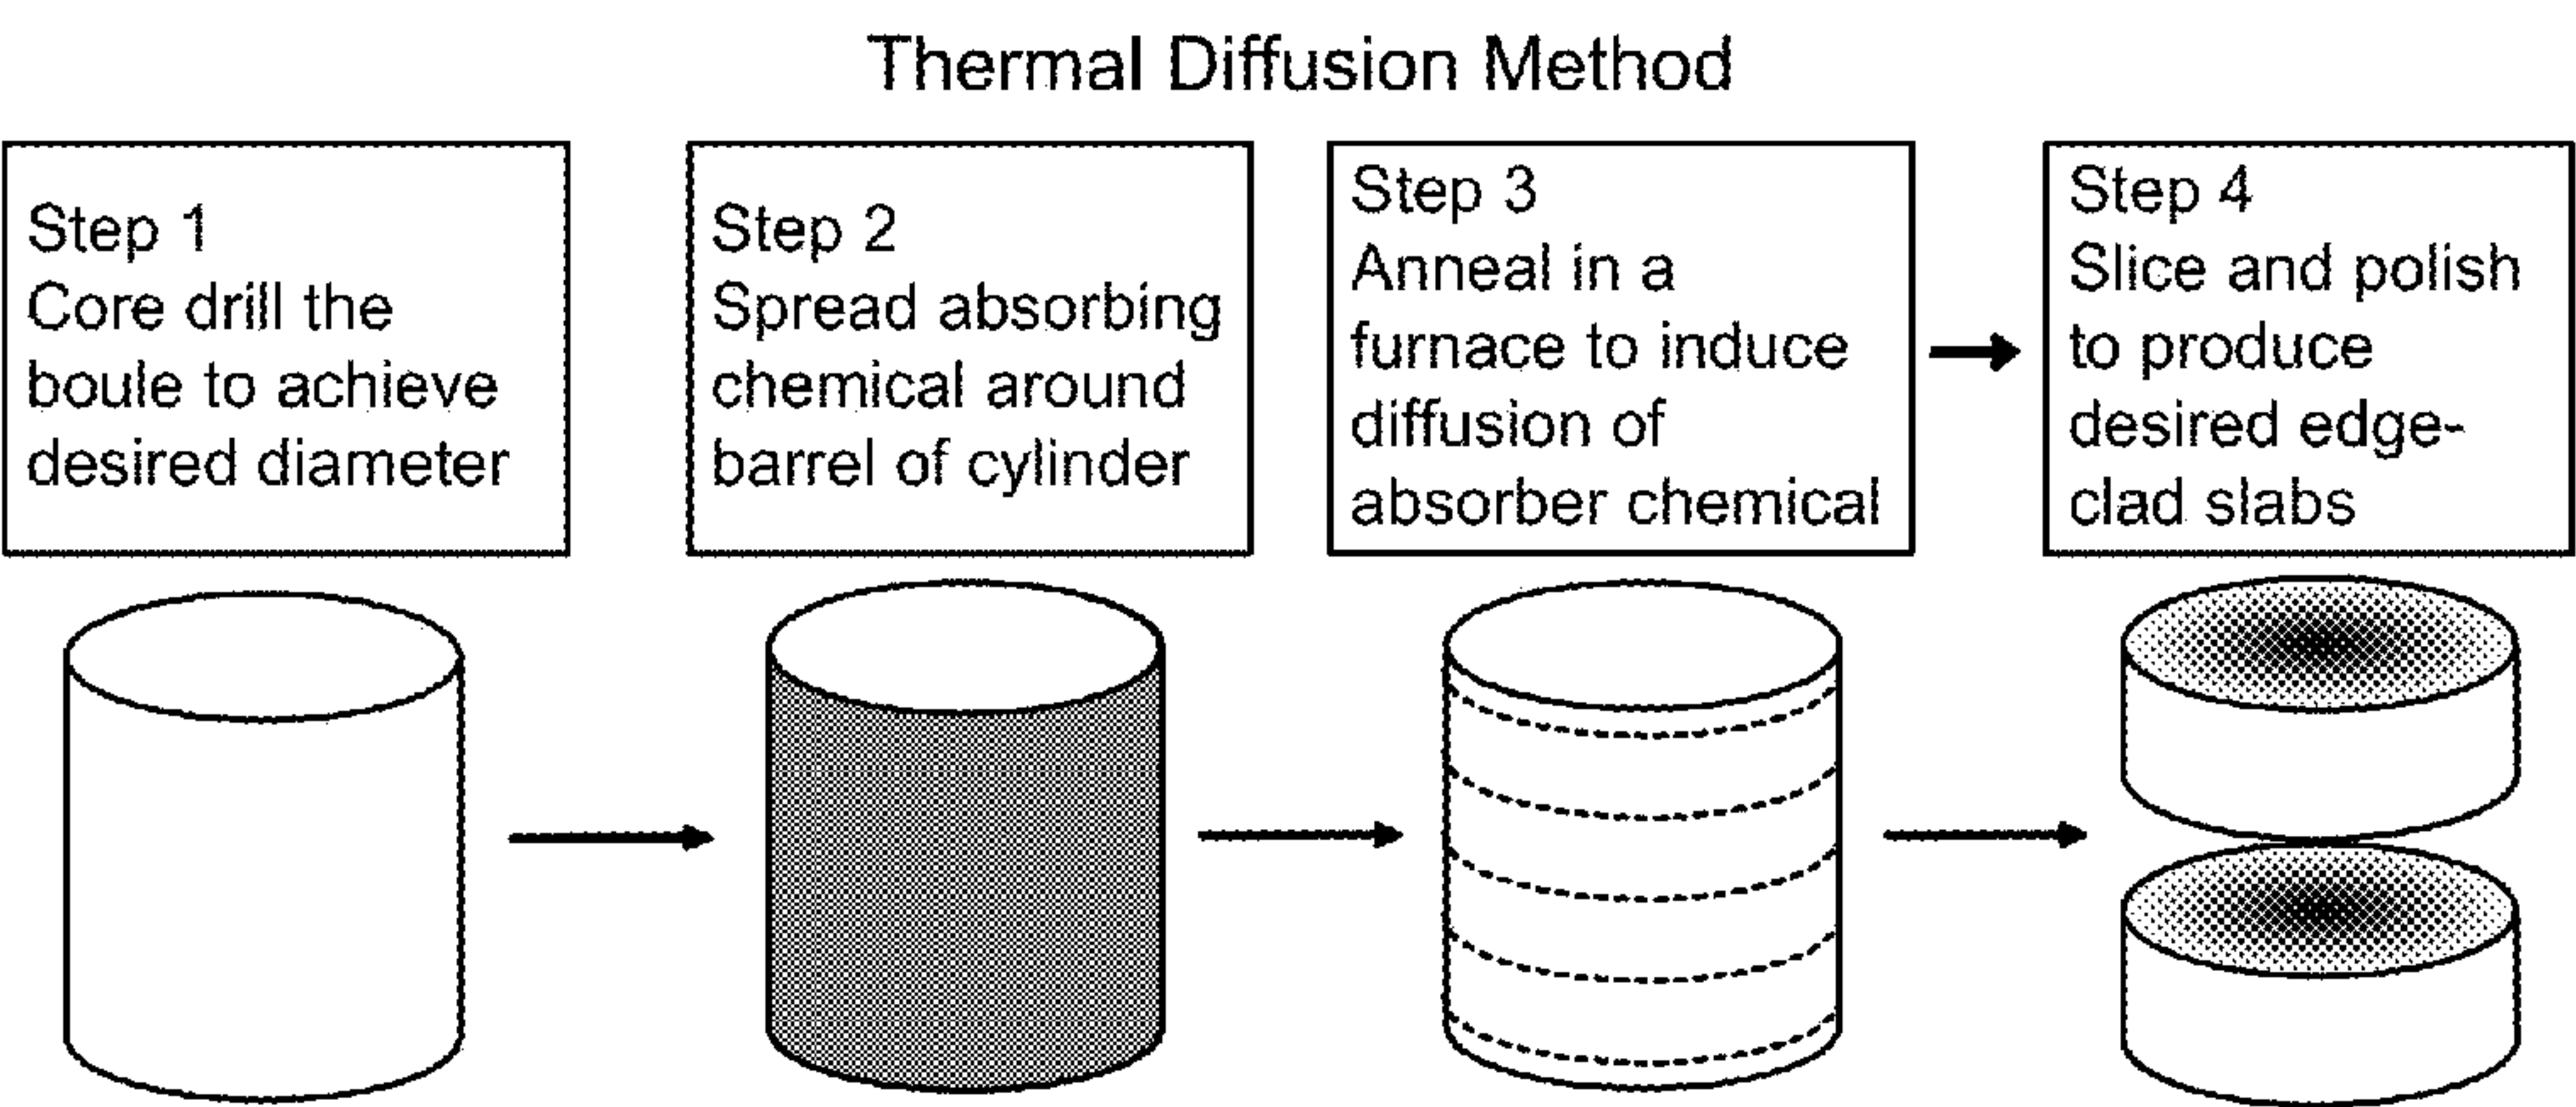 Thermal Diffusion Method
Step 1
Core drill the
boule to achieve
desired diameter
Step 2
Spread absorbing
chemical around
barrel of cylinder
Step 3
Anneal in a
furnace to induce
diffusion of
absorber chemical
Step 4
Slice and polish
to produce
desired edge-
clad slabs